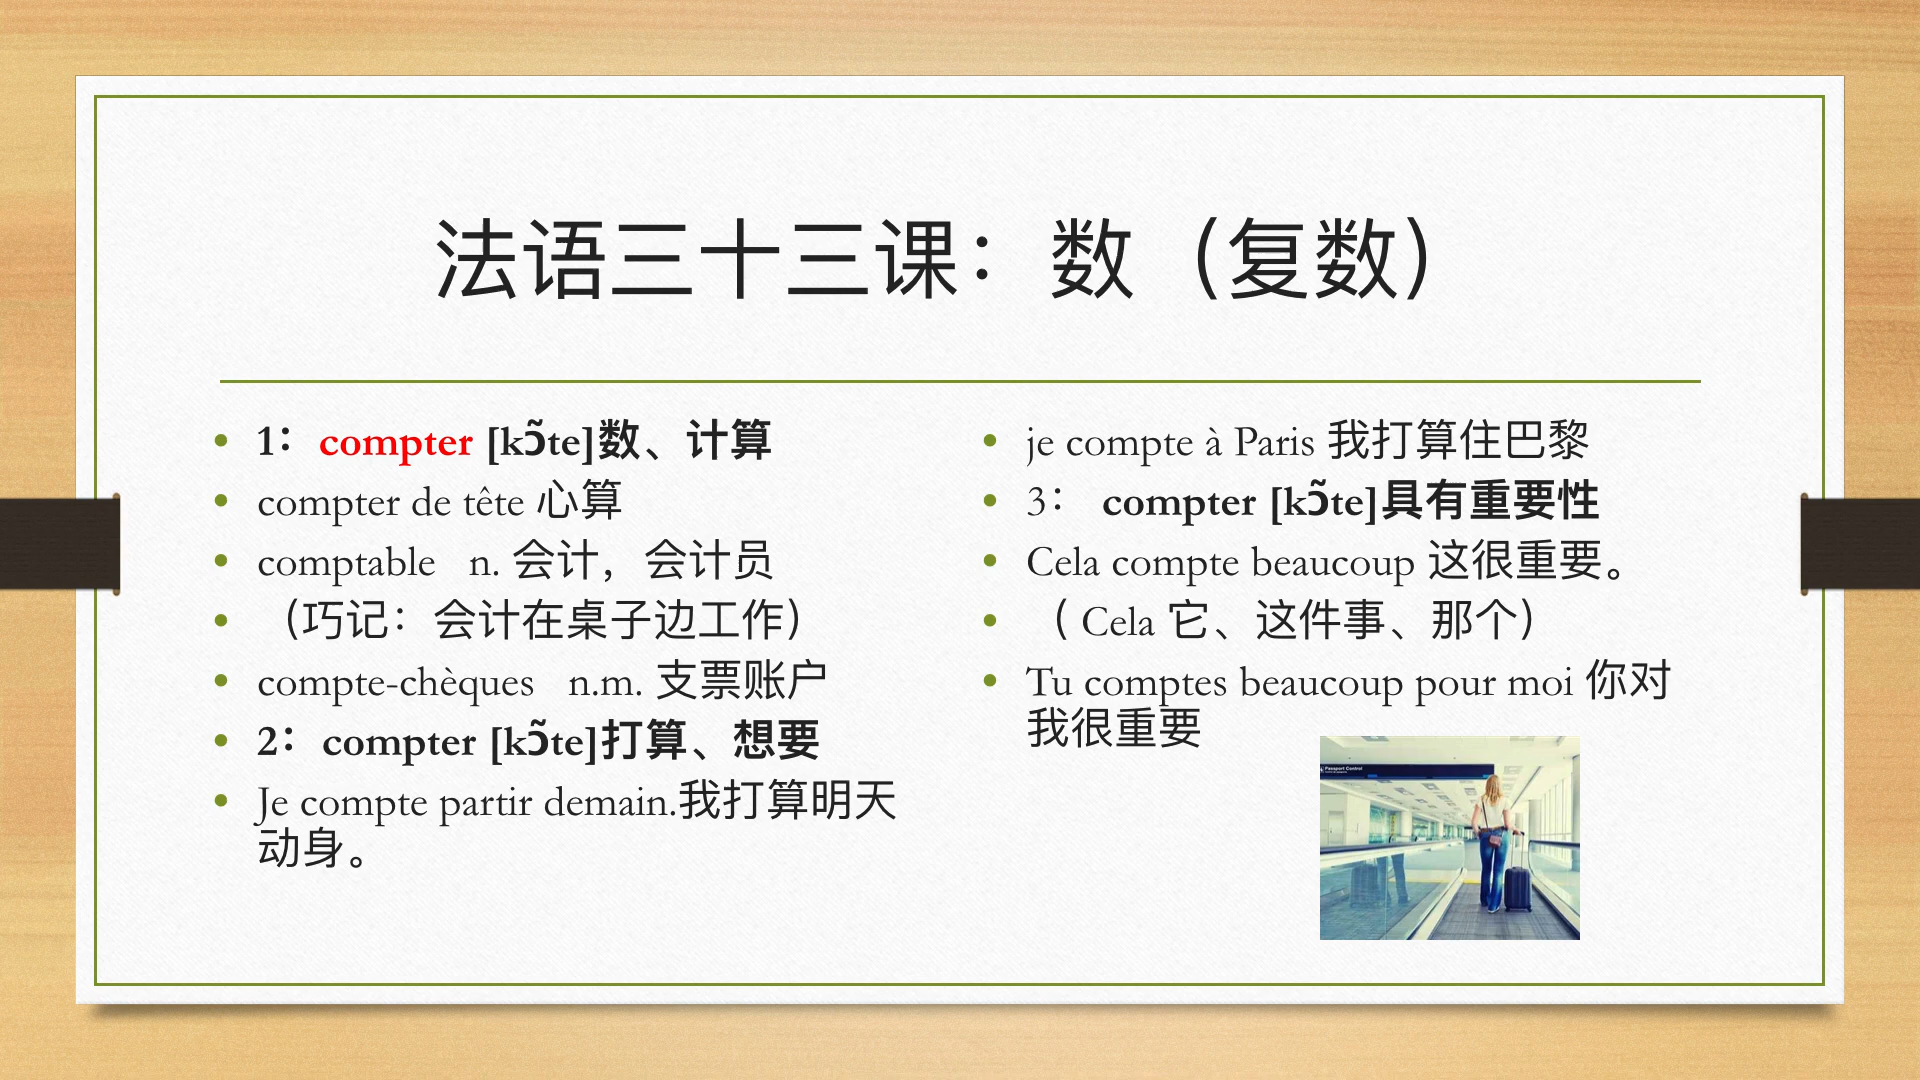 法语三十三课：数（复数）
1：compter [kɔ̃te]数、计算
compter de tête 心算
comptable n. 会计，会计员
（巧记：会计在桌子边工作）
compte-chèques n.m. 支票账户
2：compter [kɔ̃te]打算、想要
Je compte partir demain.我打算明天
动身。
je compte à Paris 我打算住巴黎
3： compter [kɔ̃te]具有重要性
Cela compte beaucoup 这很重要。
（ Cela 它、这件事、那个）
Tu comptes beaucoup pour moi 你对
我很重要
Passport Control